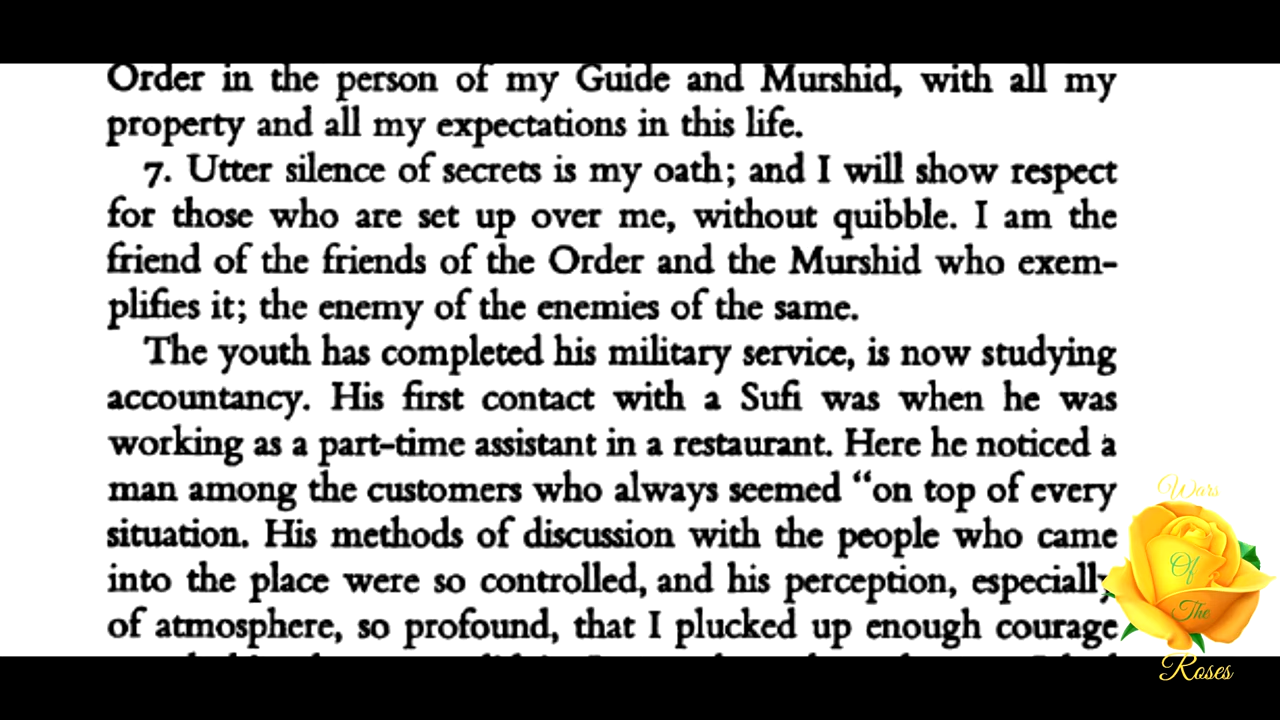 Order in the person of my Guide and Murshid, with all my
property and all my expectations in this life.
7. Utter silence of secrets is my oath; and I will show respect
for those who are set up over me, without quibble. I am the
friend of the friends of the Order and the Murshid who exem-
plifies it; the enemy of the enemies of the same.
The youth has completed his military service, is now studying
accountancy. His first contact with a Sufi was when he was
working as a part-time assistant in a restaurant. Here he noticed a
man among the customers who always seemed “on top of every
situation. His methods of discussion with the people who came
into the place were so controlled, and his perception, especially
of atmosphere, so profound, that I plucked up enough courage
Wars
Of
The
Roses